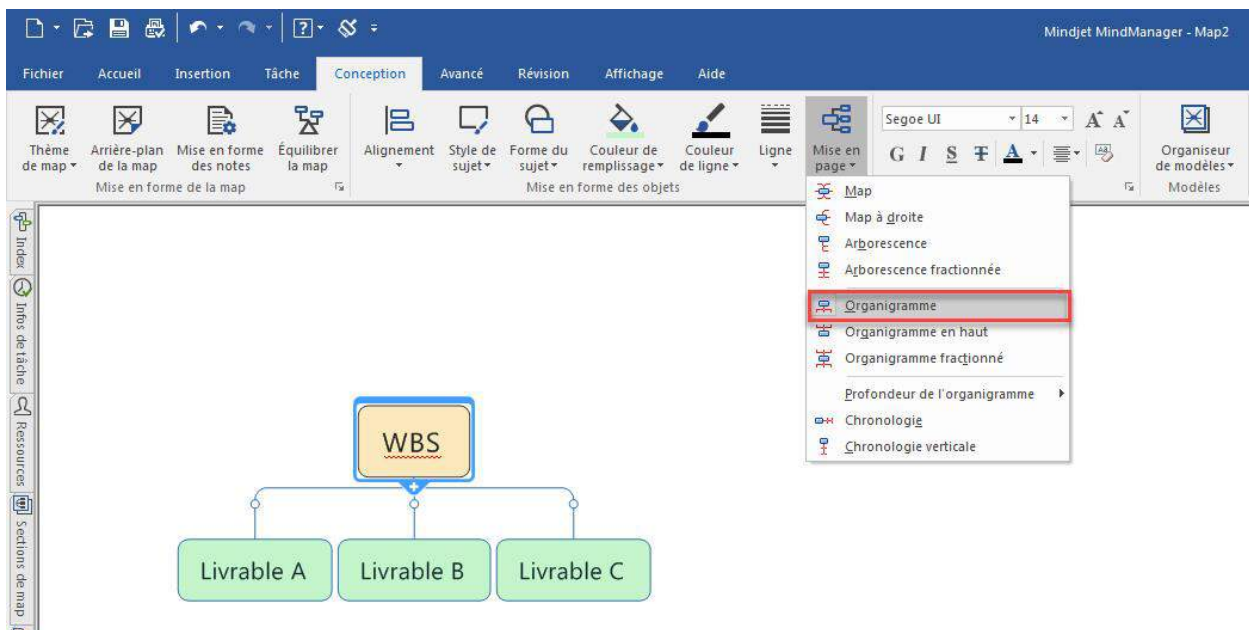 Mindjet MindManager - Map2
Fichier Accueil Insertion Tâche Conception Avancé Révision Affichage Aide
Thème de map
Arrière-plan de la map
Mise en forme des notes
Équilibrer la map
Alignement
Style de sujet
Forme du sujet
Couleur de remplissage
Couleur de ligne
Ligne
Mise en page
Segoe UI 14 A A
G I S T A
Organiseur de modèles
Mise en forme de la map
Mise en forme des objets
Modèles
Map
Map à droite
Arborescence
Arborescence fractionnée
Organigramme
Organigramme en haut
Organigramme fractionné
Profondeur de l'organigramme
Chronologie
Chronologie verticale
Index
Infos de tâche
Ressources
Sections de map
WBS
Livrable A Livrable B Livrable C